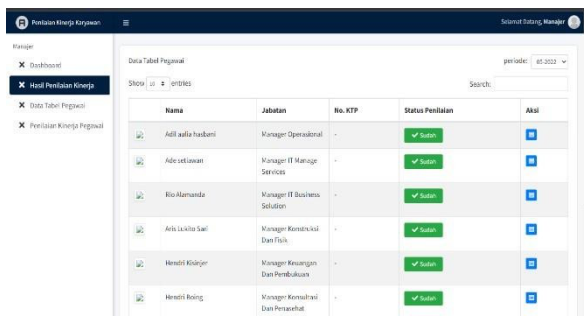 Penilaian Kinerja Karyawan
Selamat Datang, Manajer
Manajer
Dashboard
Hasil Penilaian Kinerja
Data Tabel Pegawai
Penilaian Kinerja Pegawai
Data Tabel Pegawai
periode: 05-2022
Show 10 entries
Search:
Nama Jabatan No. KTP Status Penilaian Aksi
Adil aulia hasbani Manager Operasional - Sudah
Ade setiawan Manager IT Manage - Sudah
Services
Rio Alamanda Manager IT Business - Sudah
Solution
Aris Lukito Sari Manager Konstruksi - Sudah
Dan Fisik
Hendri Kisinjer Manager Keuangan - Sudah
Dan Pembukuan
Hendri Boing Manager Konsultasi - Sudah
Dan Penasehat